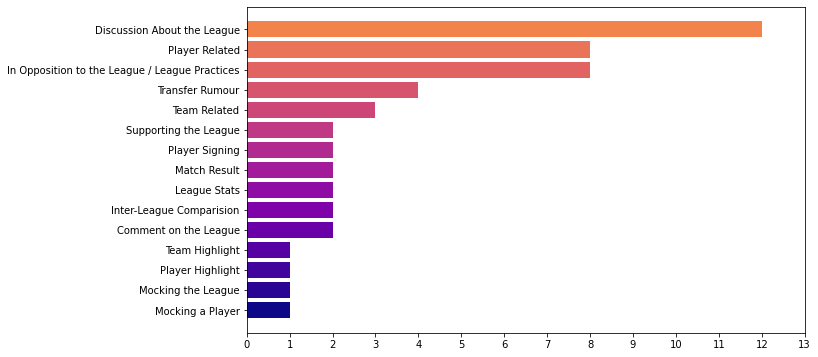 Discussion About the League
Player Related
In Opposition to the League / League Practices
Transfer Rumour
Team Related
Supporting the League
Player Signing
Match Result
League Stats
Inter-League Comparision
Comment on the League
Team Highlight
Player Highlight
Mocking the League
Mocking a Player
0 1 2 3 4 5 6 7 8 9 10 11 12 13